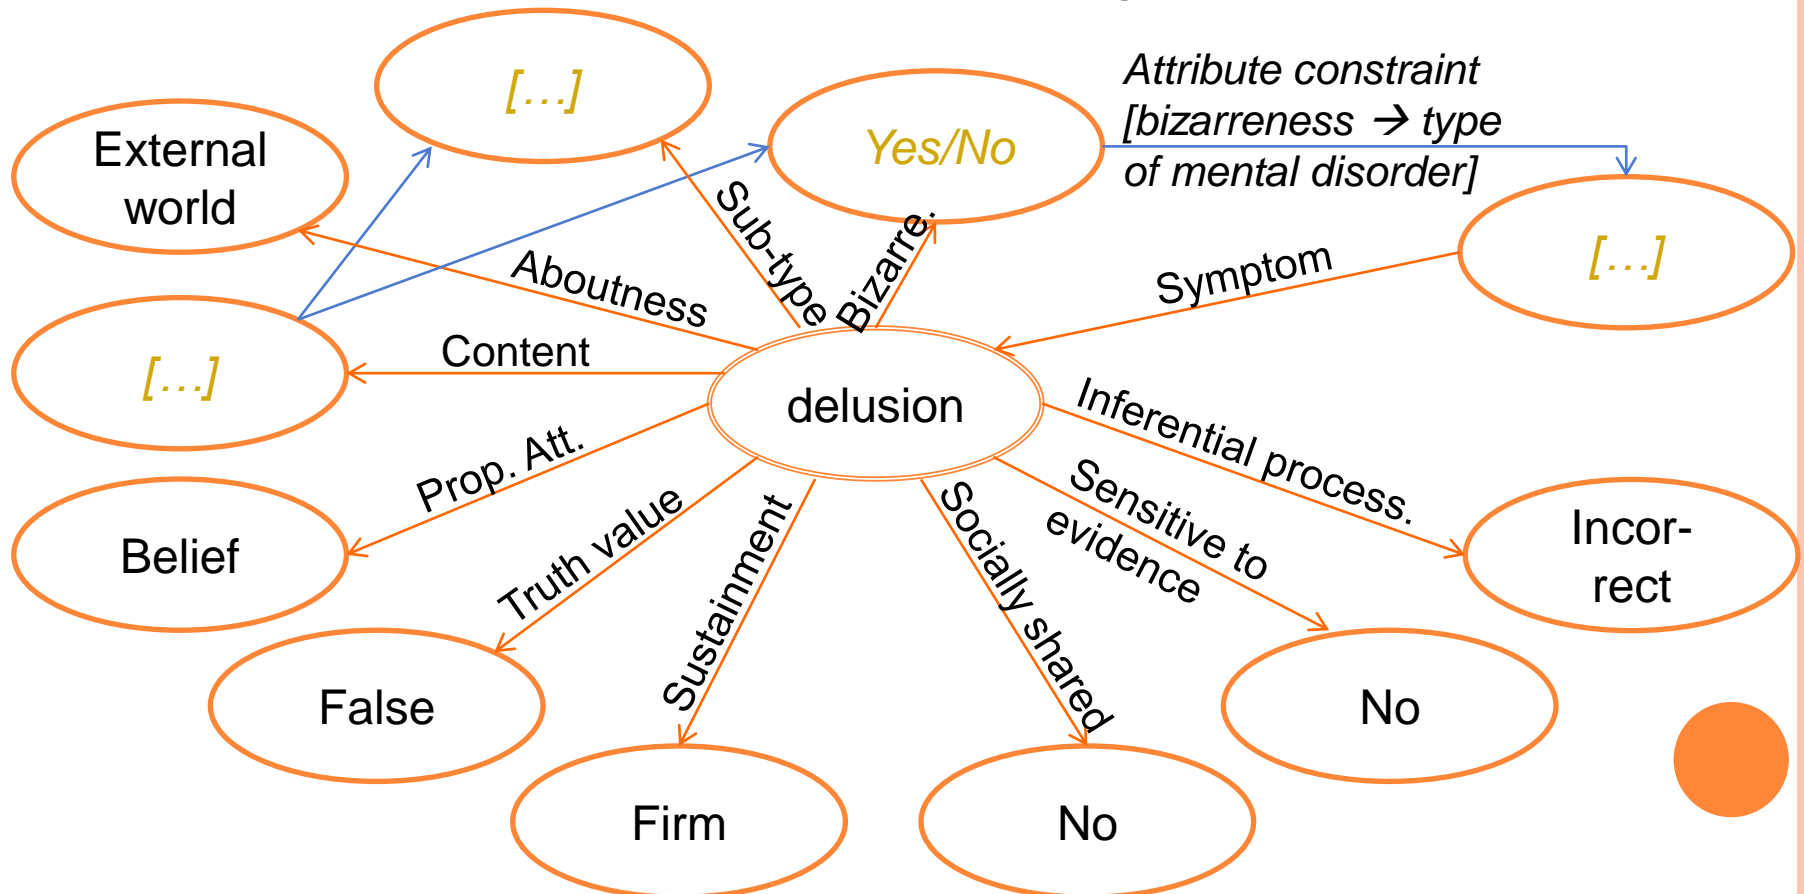 […]
Attribute constraint
[bizarreness → type
of mental disorder]
External
world
Yes/No
[…]
Sub-type
Bizarre.
Aboutness
Symptom
Content
[…]
delusion
Prop. Att.
Truth value
Sustainment
Socially shared
Sensitive to
evidence
Inferential process.
Belief
Incor-
rect
False
No
Firm
No